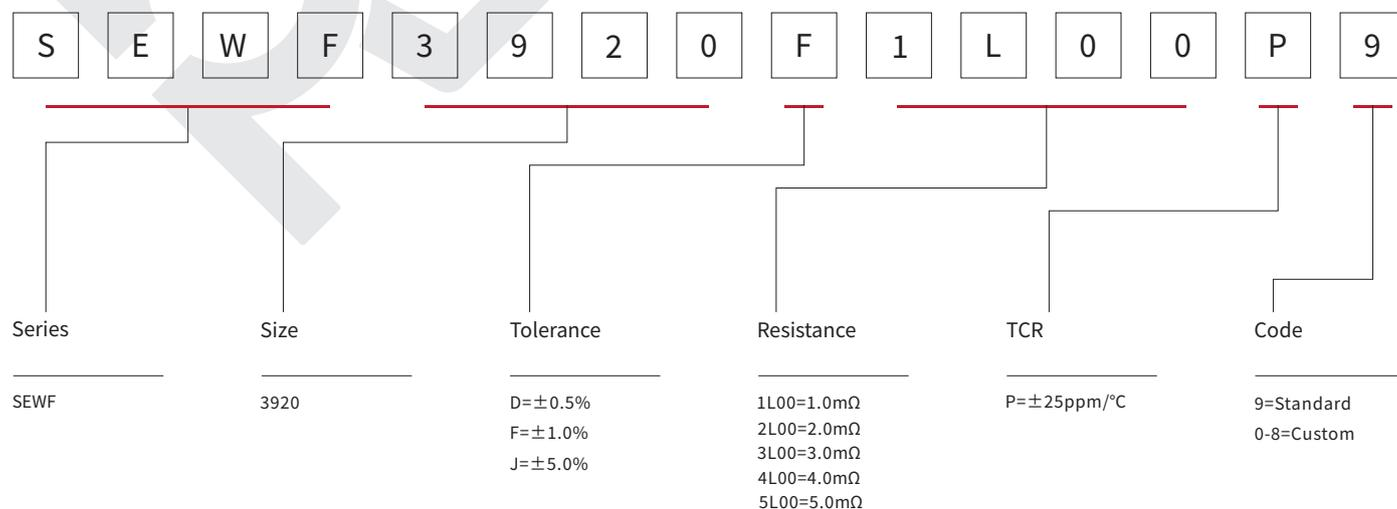 S E W F 3 9 2 0 F 1 L 0 0 P 9
Series Size Tolerance Resistance TCR Code
SEWF 3920 D=±0.5% 1L00=1.0mΩ P=±25ppm/℃ 9=Standard
F=±1.0% 2L00=2.0mΩ 0-8=Custom
J=±5.0% 3L00=3.0mΩ
4L00=4.0mΩ
5L00=5.0mΩ